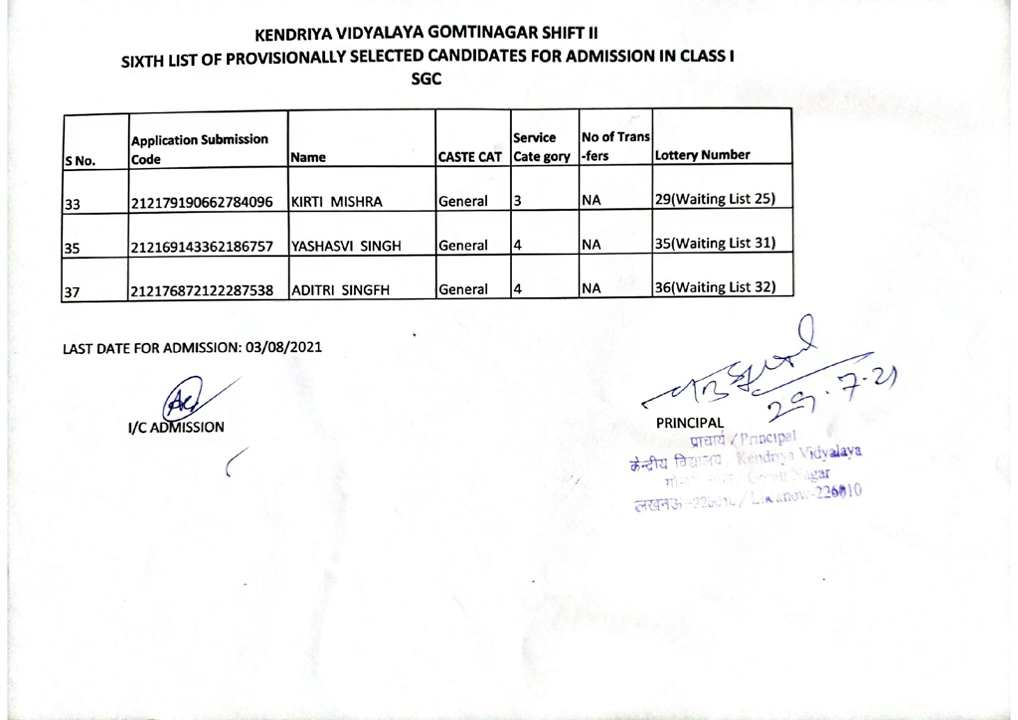 KENDRIYA VIDYALAYA GOMTINAGAR SHIFT II
SIXTH LIST OF PROVISIONALLY SELECTED CANDIDATES FOR ADMISSION IN CLASS I
SGC
S No. Application Submission Code Name CASTE CAT Service Cate gory No of Trans -fers Lottery Number
33 212179190662784096 KIRTI MISHRA General 3 NA 29(Waiting List 25)
35 212169143362186757 YASHASVI SINGH General 4 NA 35(Waiting List 31)
37 212176872122287538 ADITRI SINGFH General 4 NA 36(Waiting List 32)
LAST DATE FOR ADMISSION: 03/08/2021
29.7.21
I/C ADMISSION
PRINCIPAL
प्राचार्य / Principal
केन्द्रीय विद्यालय Kendriya Vidyalaya
Nagar
लखनऊ -226010 / Lucknow-226010